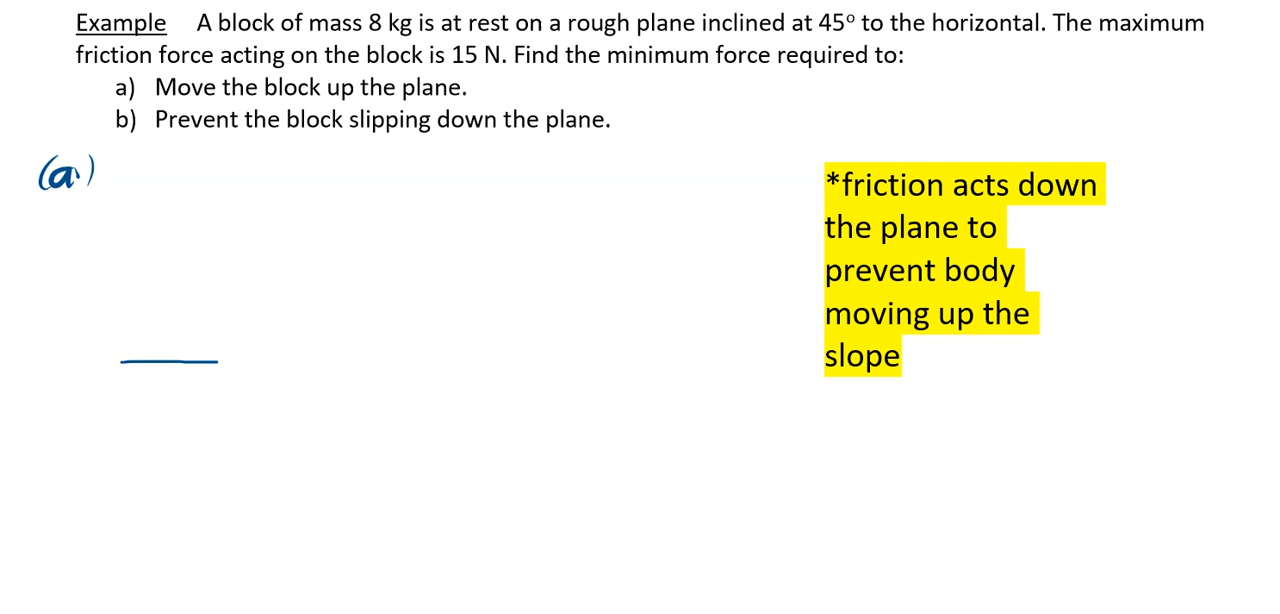 Example A block of mass 8 kg is at rest on a rough plane inclined at 45º to the horizontal. The maximum
friction force acting on the block is 15 N. Find the minimum force required to:
a) Move the block up the plane.
b) Prevent the block slipping down the plane.
(a)
*friction acts down
the plane to
prevent body
moving up the
slope